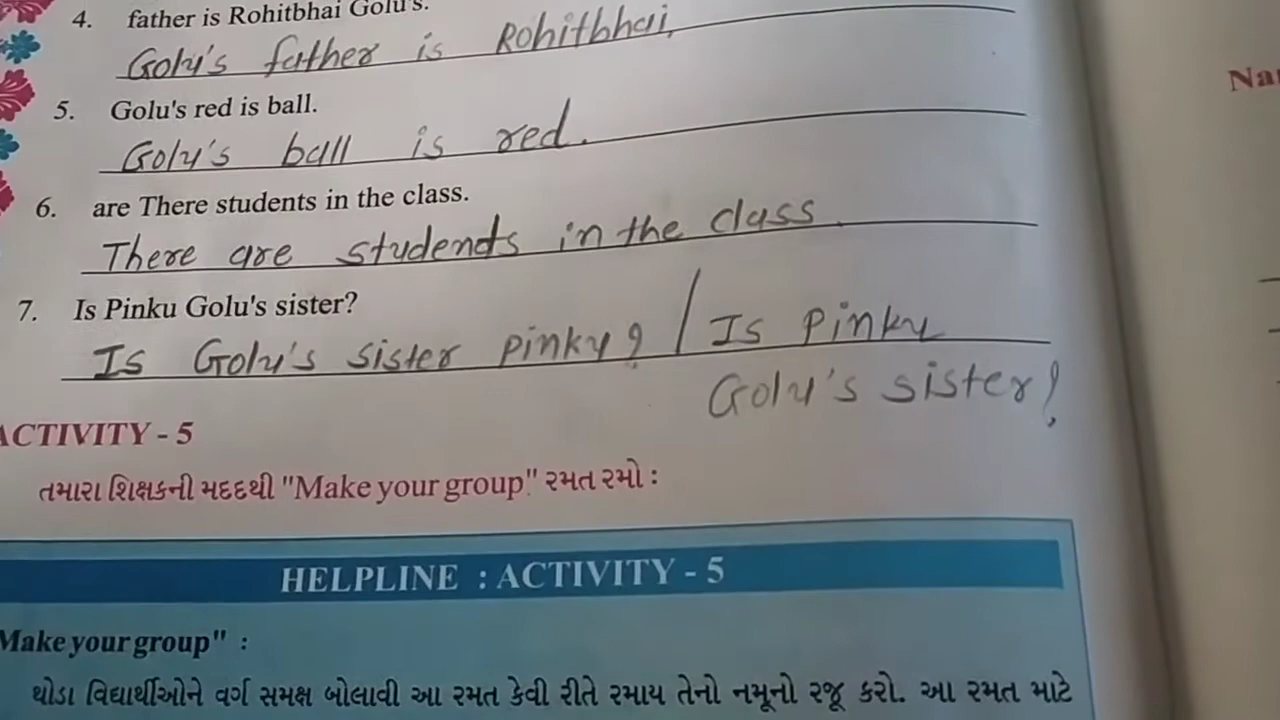 4. father is Rohitbhai Golu's.
Golu's father is Rohitbhai.
5. Golu's red is ball.
Golu's ball is red.
6. are There students in the class.
There are students in the class.
7. Is Pinku Golu's sister?
Is Golu's sister pinky? / Is Pinky
Golu's sister?
ACTIVITY - 5
તમારા શિક્ષકની મદદથી "Make your group" રમત રમો :
HELPLINE : ACTIVITY - 5
Make your group" :
થોડા વિદ્યાર્થીઓને વર્ગ સમક્ષ બોલાવી આ રમત કેવી રીતે રમાય તેનો નમૂનો રજૂ કરો. આ રમત માટે